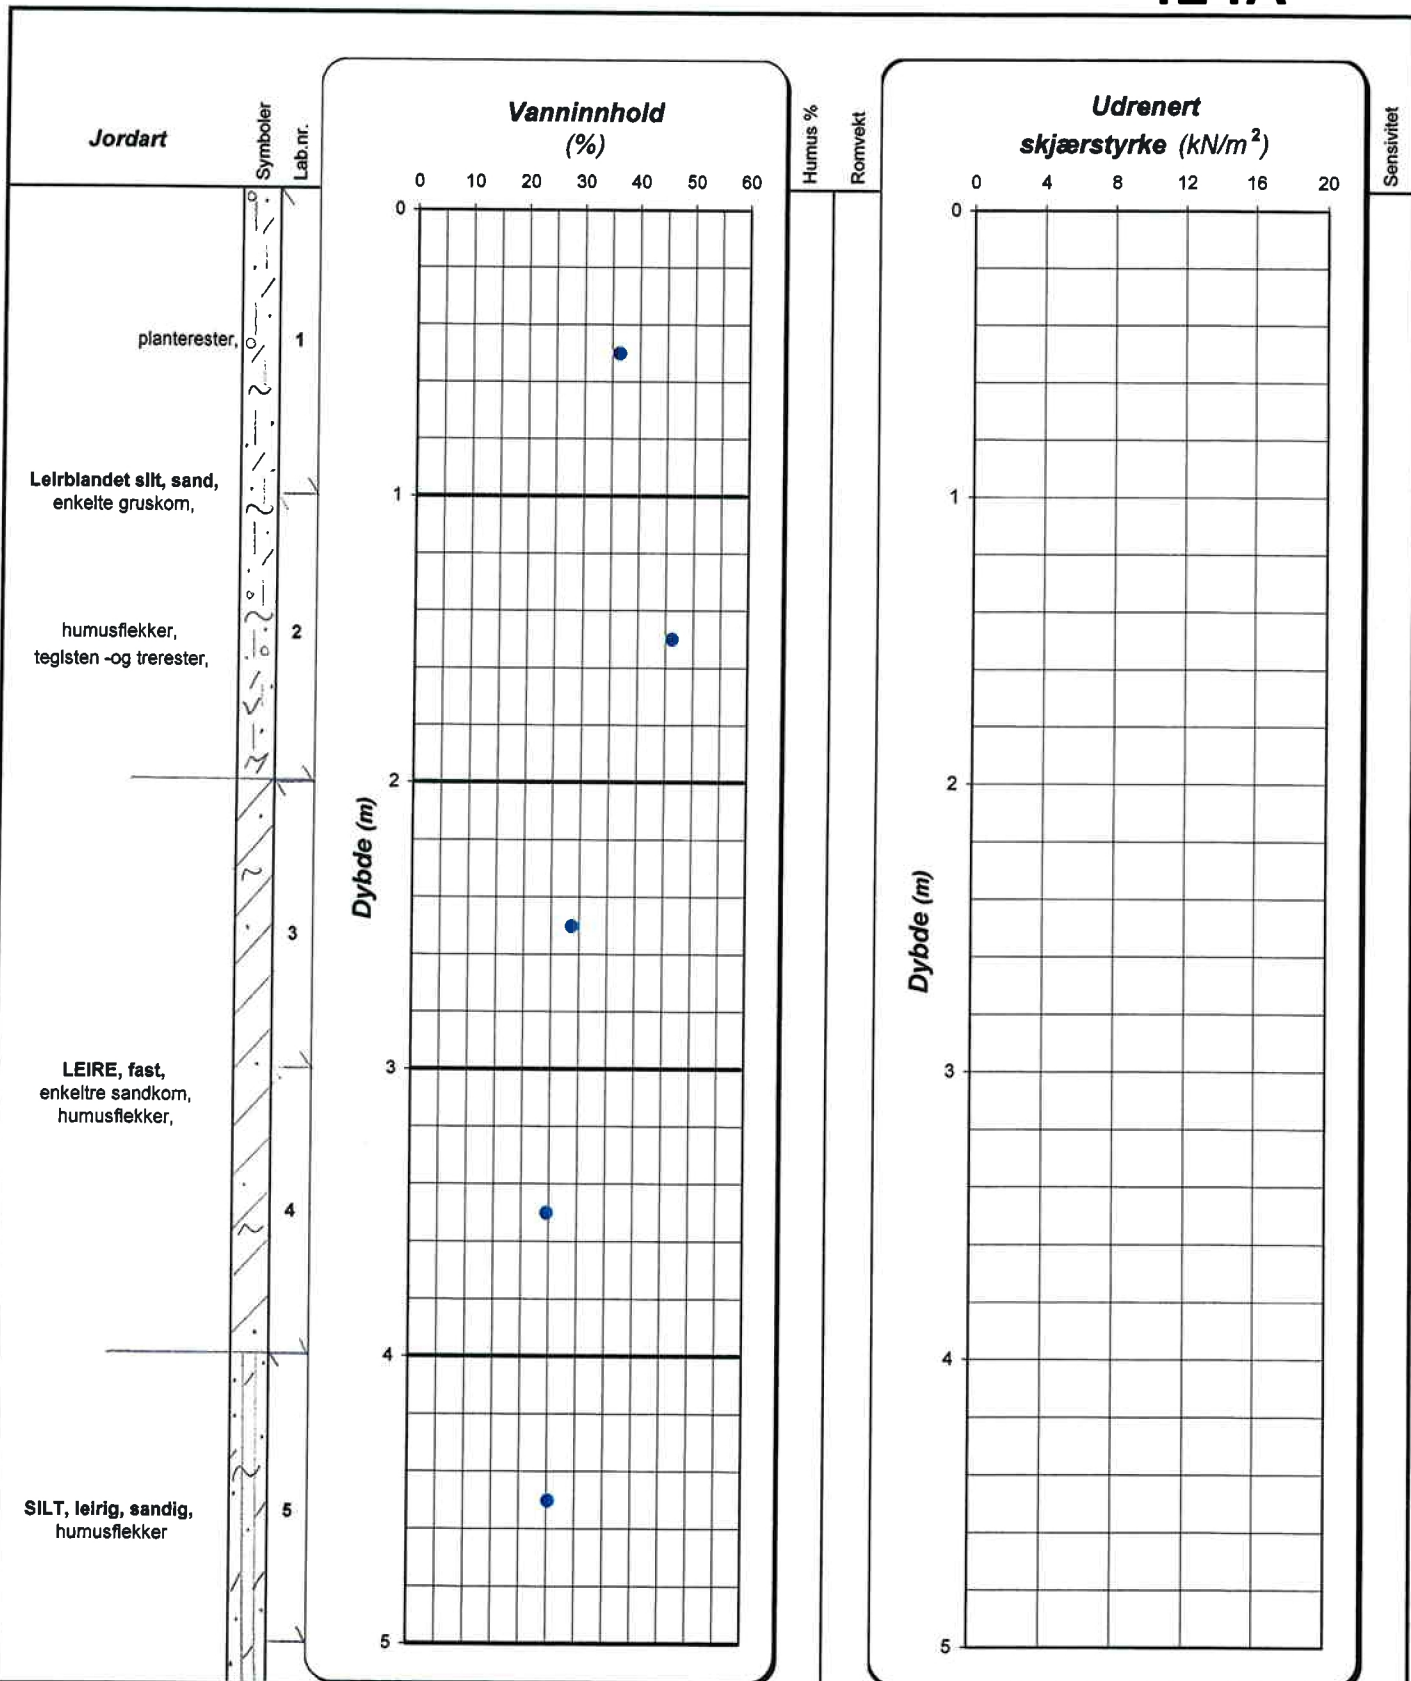 Jordart
Symboler
Lab.nr.
Vanninnhold
(%)
Humus %
Romvekt
Udrenert
skjærstyrke (kN/m²)
Sensivitet
0 10 20 30 40 50 60
0 4 8 12 16 20
0
0
planterester,
1
Leirblandet silt, sand,
enkelte gruskorn,
1
1
humusflekker,
teglsten -og trerester,
2
2
2
Dybde (m)
Dybde (m)
3
LEIRE, fast,
enkeltre sandkorn,
humusflekker,
3
3
4
4
4
SILT, leirig, sandig,
humusflekker
5
5
5